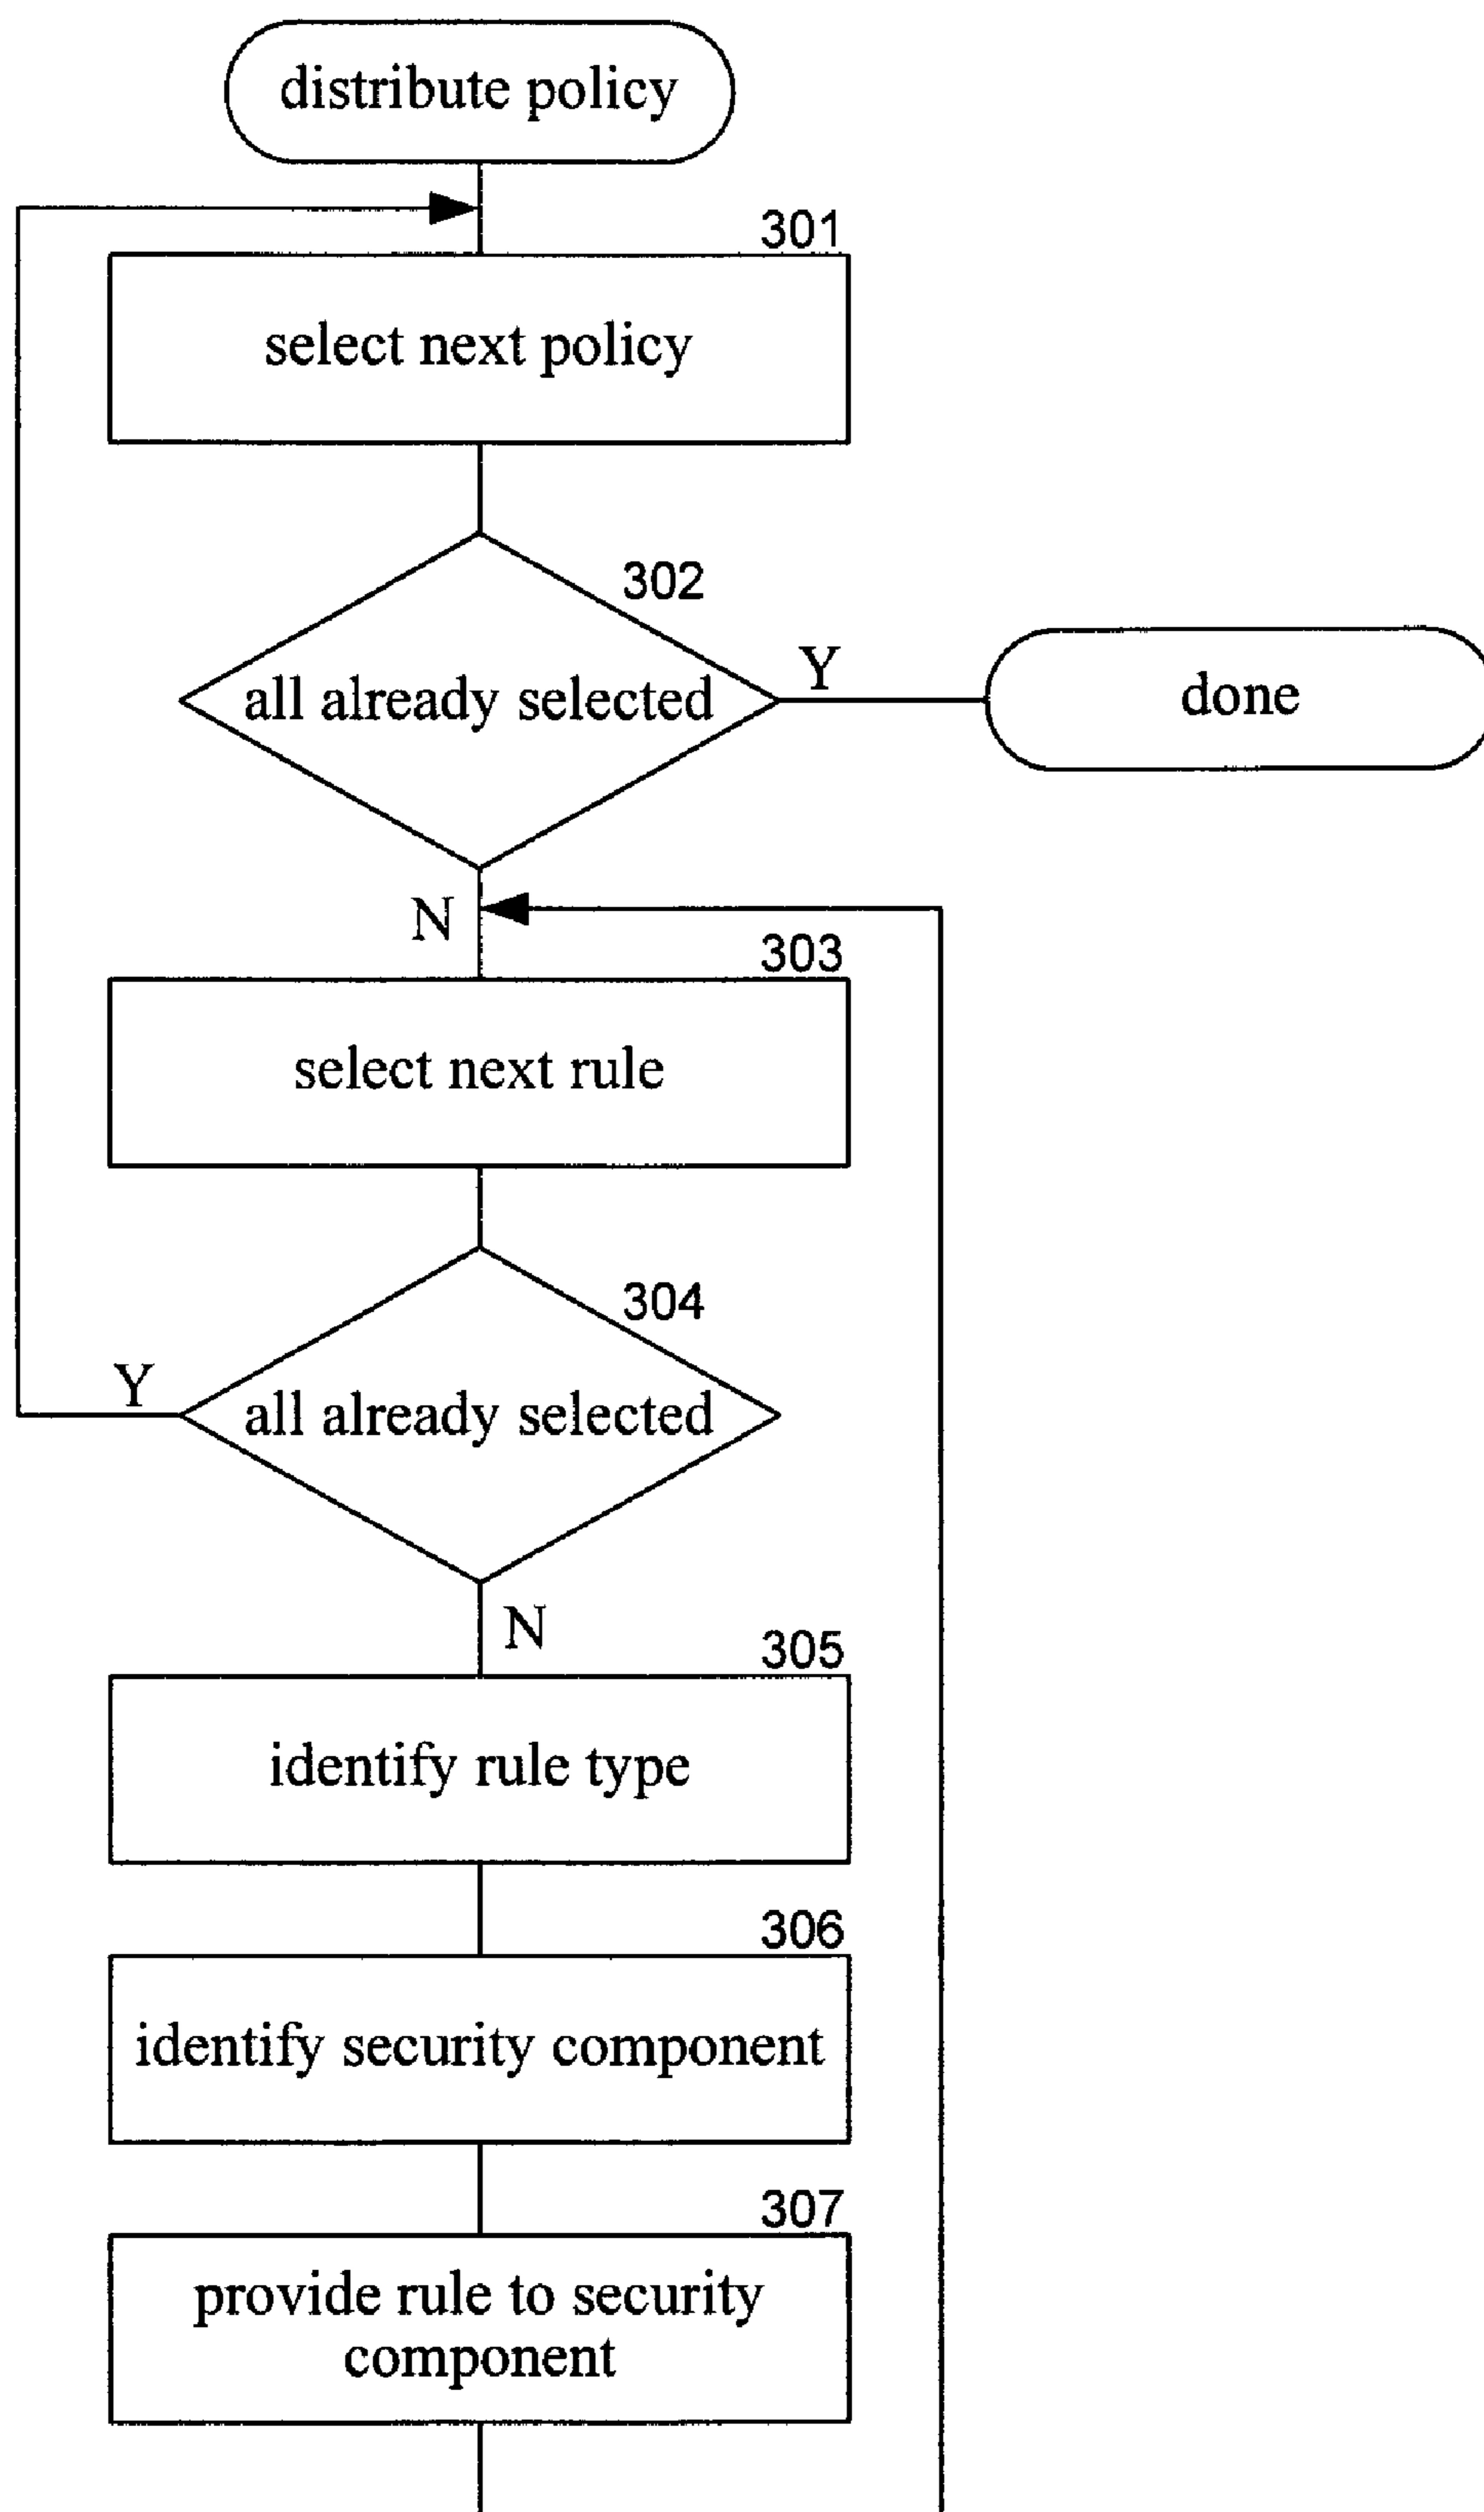 distribute policy
301
select next policy
302
all already selected
Y
done
N
303
select next rule
304
all already selected
Y
N
305
identify rule type
306
identify security component
307
provide rule to security
component